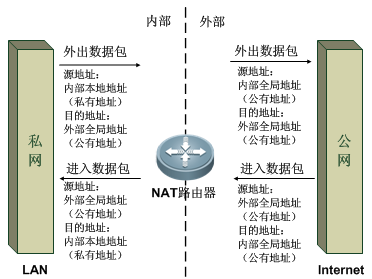 内部
外部
外出数据包
源地址:
内部本地地址
（私有地址）
目的地址:
外部全局地址
（公有地址）
外出数据包
源地址:
内部全局地址
（公有地址）
目的地址:
外部全局地址
（公有地址）
私网
公网
进入数据包
源地址:
外部全局地址
（公有地址）
目的地址:
内部本地地址
（私有地址）
NAT路由器
进入数据包
源地址:
外部全局地址
（公有地址）
目的地址:
内部全局地址
（公有地址）
LAN
Internet